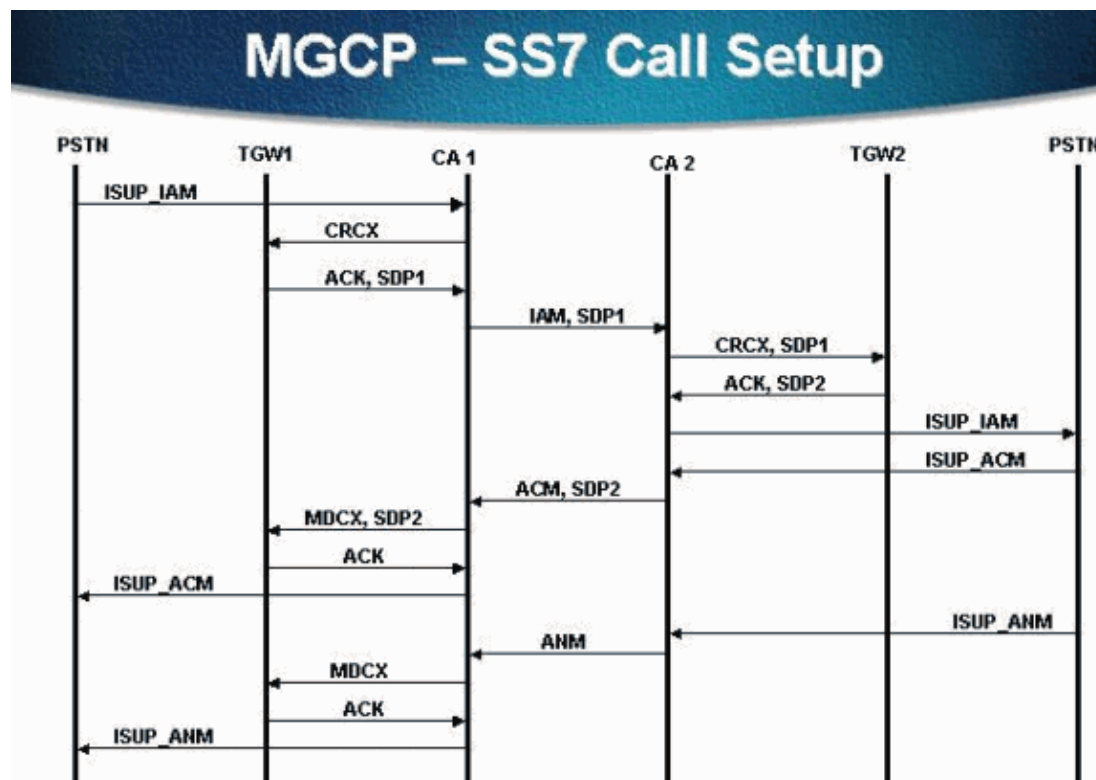 MGCP – SS7 Call Setup
PSTN TGW1 CA 1 CA 2 TGW2 PSTN
ISUP_IAM
CRCX
ACK, SDP1
IAM, SDP1
CRCX, SDP1
ACK, SDP2
ISUP_IAM
ISUP_ACM
ACM, SDP2
MDCX, SDP2
ACK
ISUP_ACM
ISUP_ANM
ANM
MDCX
ACK
ISUP_ANM